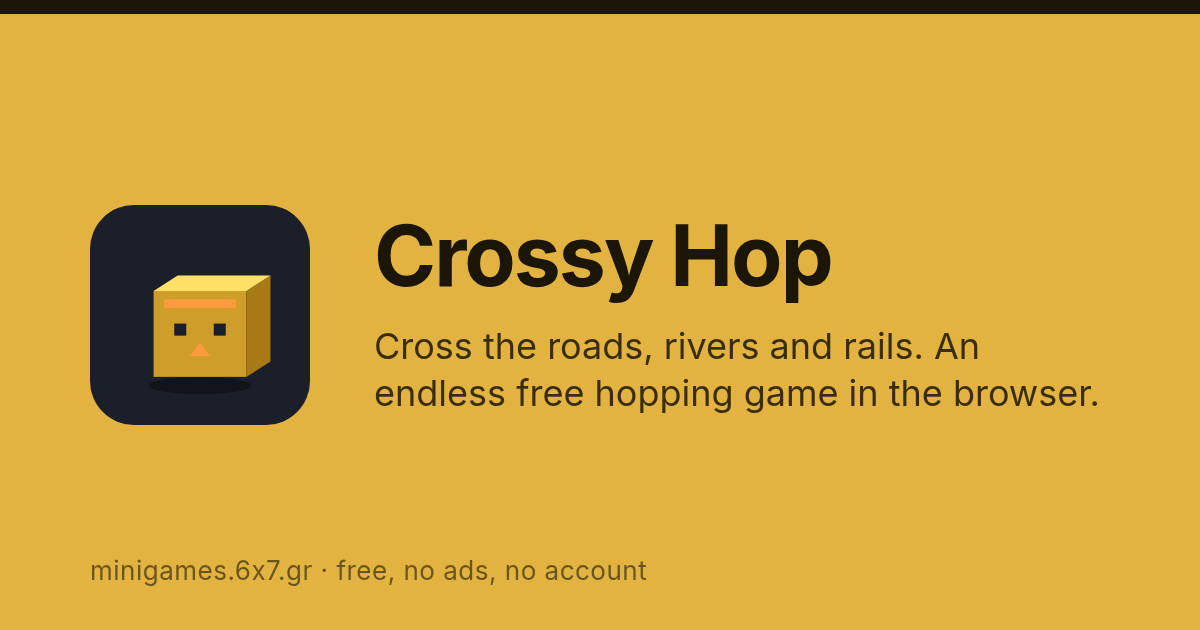 Crossy Hop
Cross the roads, rivers and rails. An
endless free hopping game in the browser.
minigames.6x7.gr · free, no ads, no account